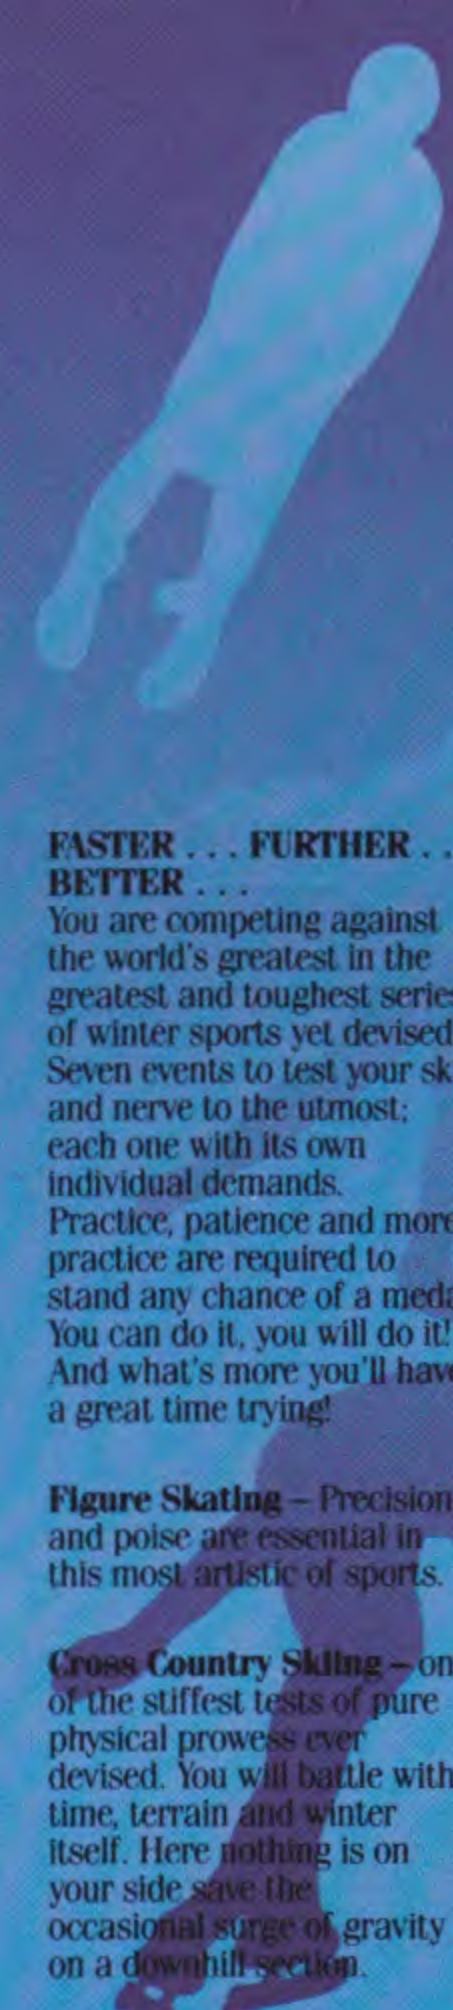 FASTER . . . FURTHER . .
BETTER . . .
You are competing against
the world's greatest in the
greatest and toughest series
of winter sports yet devised
Seven events to test your sk
and nerve to the utmost;
each one with its own
individual demands.
Practice, patience and more
practice are required to
stand any chance of a meda
You can do it, you will do it!
And what's more you'll have
a great time trying!
Figure Skating – Precision
and poise are essential in
this most artistic of sports.
Cross Country Skiing – on
of the stiffest tests of pure
physical prowess ever
devised. You will battle with
time, terrain and winter
itself. Here nothing is on
your side save the
occasional surge of gravity
on a downhill section.